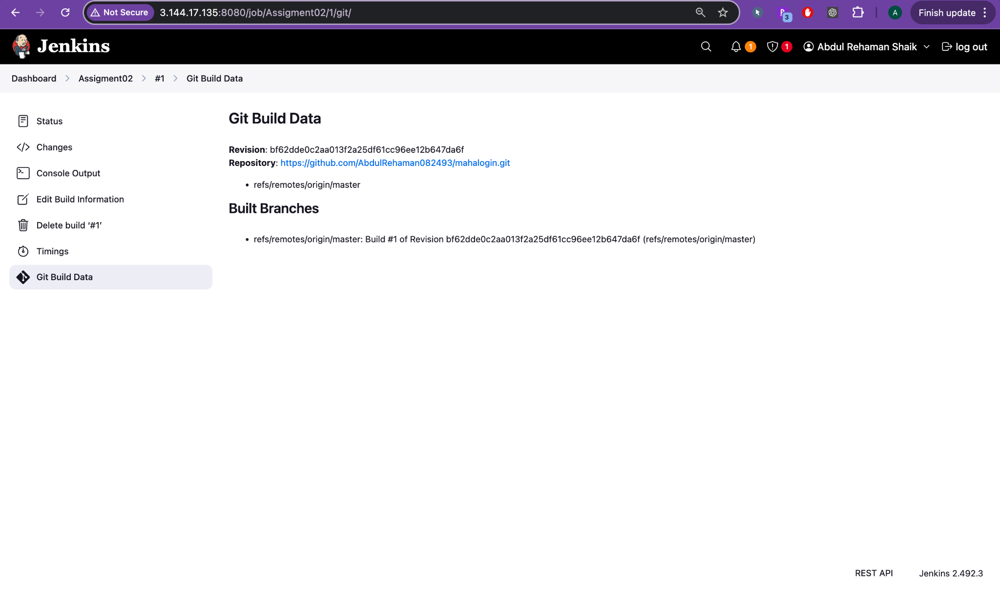 Not Secure
3.144.17.135:8080/job/Assigment02/1/git/
3
A
Finish update
Jenkins
1
1
Abdul Rehaman Shaik
log out
Dashboard
Assigment02
#1
Git Build Data
Status
Changes
Console Output
Edit Build Information
Delete build ‘#1’
Timings
Git Build Data
Git Build Data
Revision: bf62dde0c2aa013f2a25df61cc96ee12b647da6f
Repository: https://github.com/AbdulRehaman082493/mahalogin.git
• refs/remotes/origin/master
Built Branches
• refs/remotes/origin/master: Build #1 of Revision bf62dde0c2aa013f2a25df61cc96ee12b647da6f (refs/remotes/origin/master)
REST API
Jenkins 2.492.3